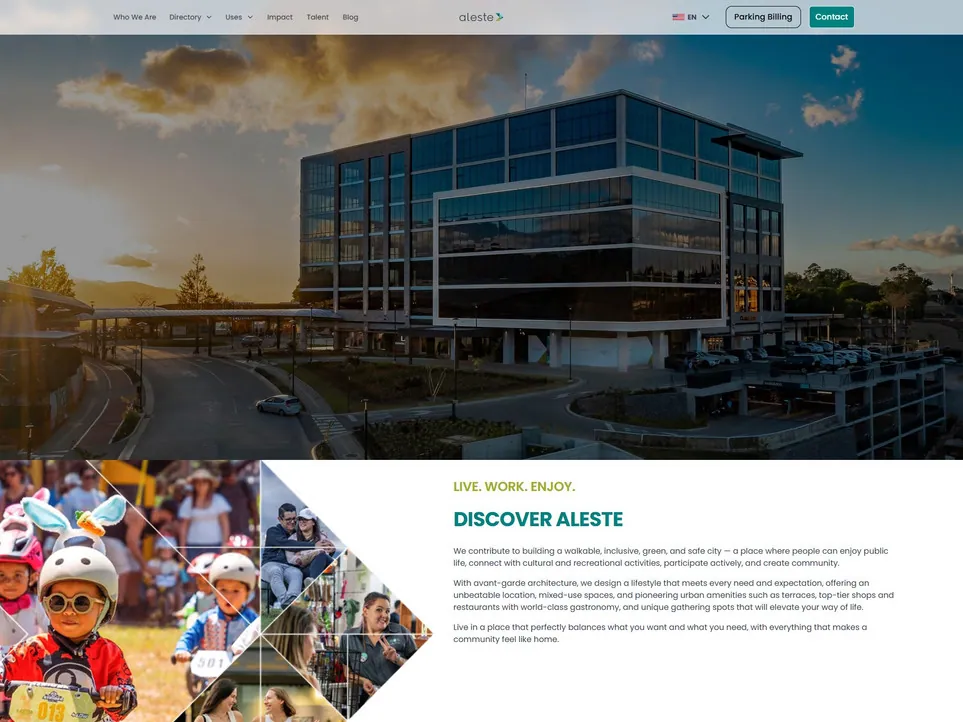 Who We Are Directory Uses Impact Talent Blog aleste EN Parking Billing Contact
LIVE. WORK. ENJOY.
DISCOVER ALESTE
We contribute to building a walkable, inclusive, green, and safe city — a place where people can enjoy public
life, connect with cultural and recreational activities, participate actively, and create community.
With avant-garde architecture, we design a lifestyle that meets every need and expectation, offering an
unbeatable location, mixed-use spaces, and pioneering urban amenities such as terraces, top-tier shops and
restaurants with world-class gastronomy, and unique gathering spots that will elevate your way of life.
Live in a place that perfectly balances what you want and what you need, with everything that makes a
community feel like home.
501
013